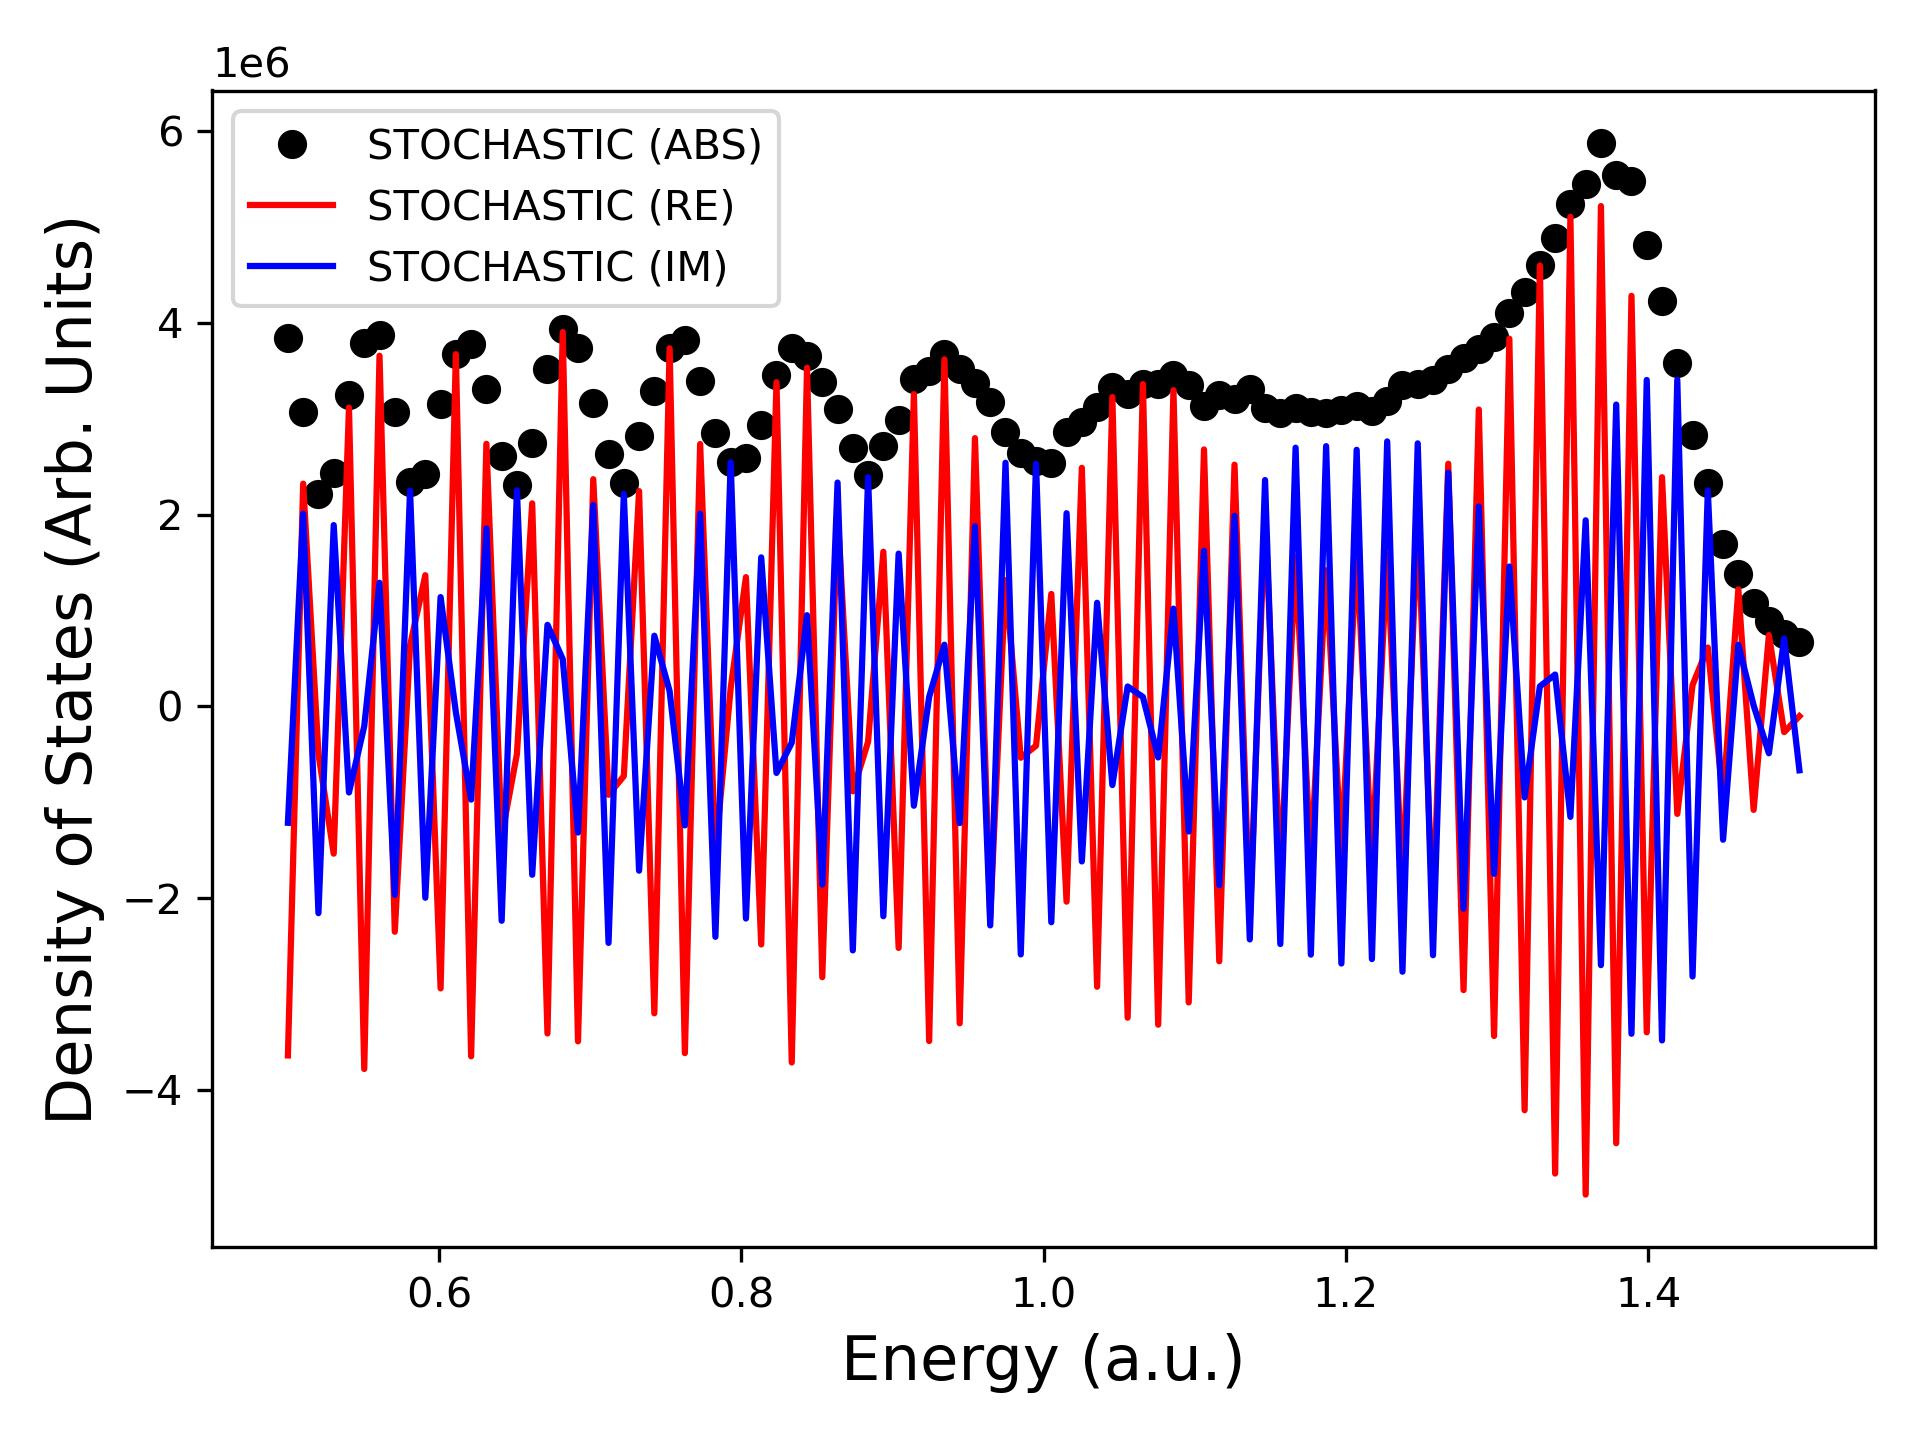 1e6
STOCHASTIC (ABS)
STOCHASTIC (RE)
STOCHASTIC (IM)
Density of States (Arb. Units)
6
4
2
0
−2
−4
0.6 0.8 1.0 1.2 1.4
Energy (a.u.)